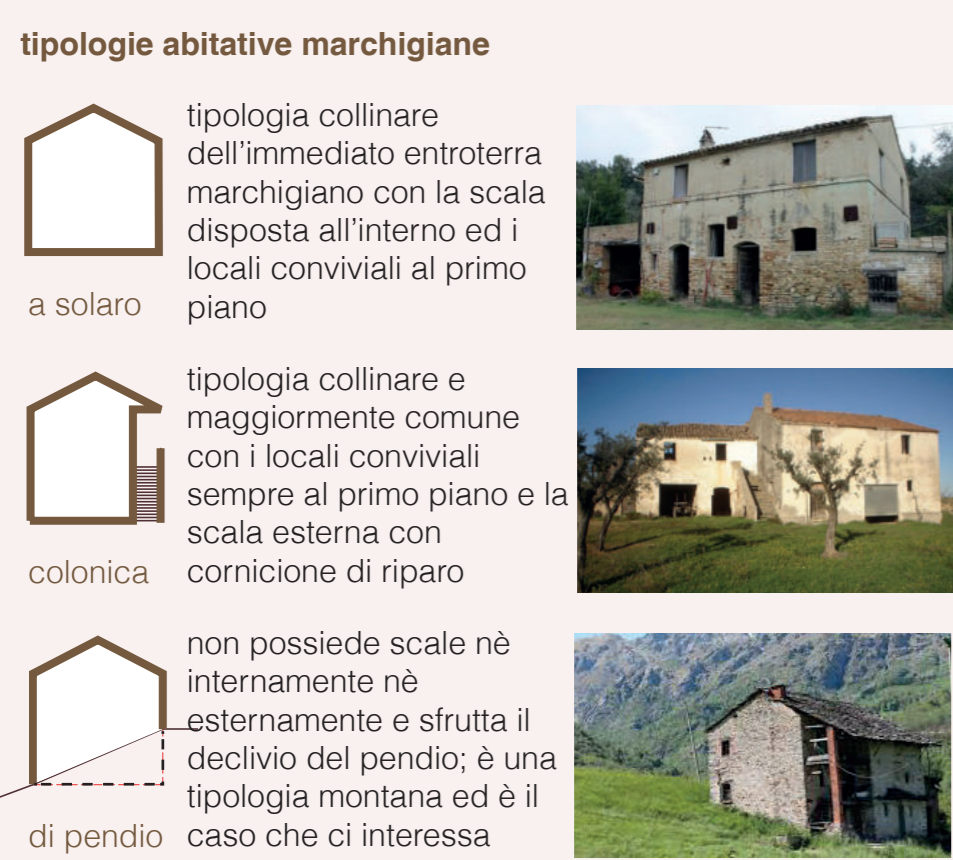 tipologie abitative marchigiane
tipologia collinare
dell'immediato entroterra
marchigiano con la scala
disposta all'interno ed i
locali conviviali al primo
piano
a solaro
tipologia collinare e
maggiormente comune
con i locali conviviali
sempre al primo piano e la
scala esterna con
cornicione di riparo
colonica
non possiede scale nè
internamente nè
esternamente e sfrutta il
declivio del pendio; è una
tipologia montana ed è il
caso che ci interessa
di pendio